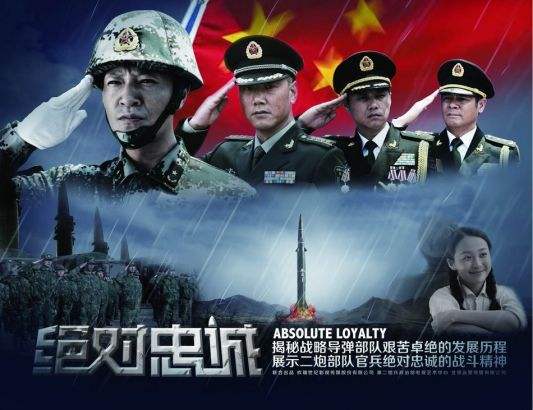 绝对忠诚
ABSOLUTE LOYALTY
揭秘战略导弹部队艰苦卓绝的发展历程
展示二炮部队官兵绝对忠诚的战斗精神